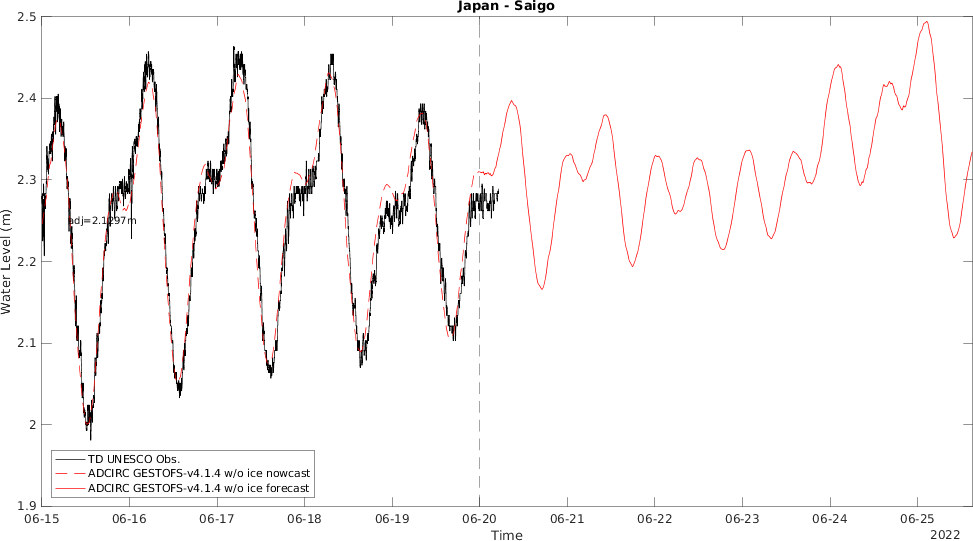 Japan - Saigo
2.5
2.4
2.3
2.2
2.1
2
1.9
Water Level (m)
adj=2.1297m
TD UNESCO Obs.
ADCIRC GESTOFS-v4.1.4 w/o ice nowcast
ADCIRC GESTOFS-v4.1.4 w/o ice forecast
06-15 06-16 06-17 06-18 06-19 06-20 06-21 06-22 06-23 06-24 06-25
2022
Time